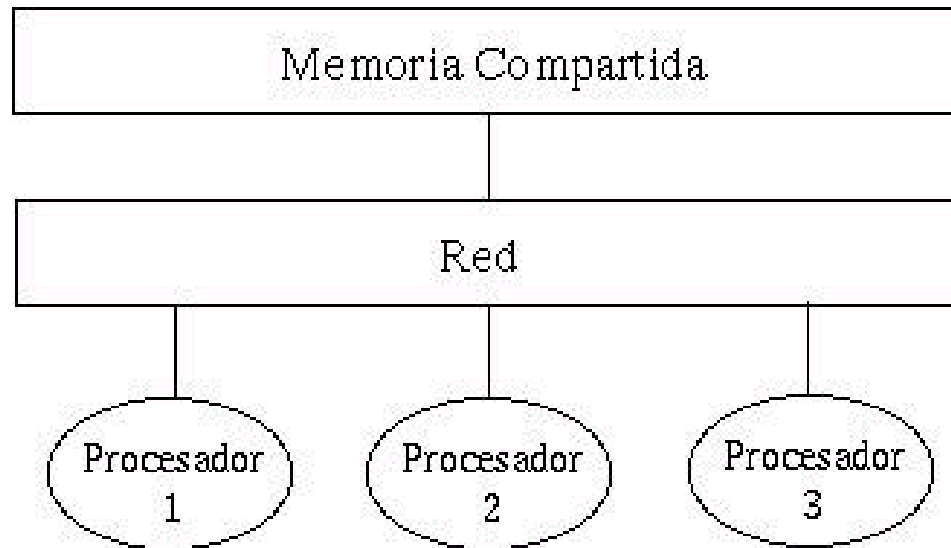 Memoria Compartida
Red
Procesador
1
Procesador
2
Procesador
3